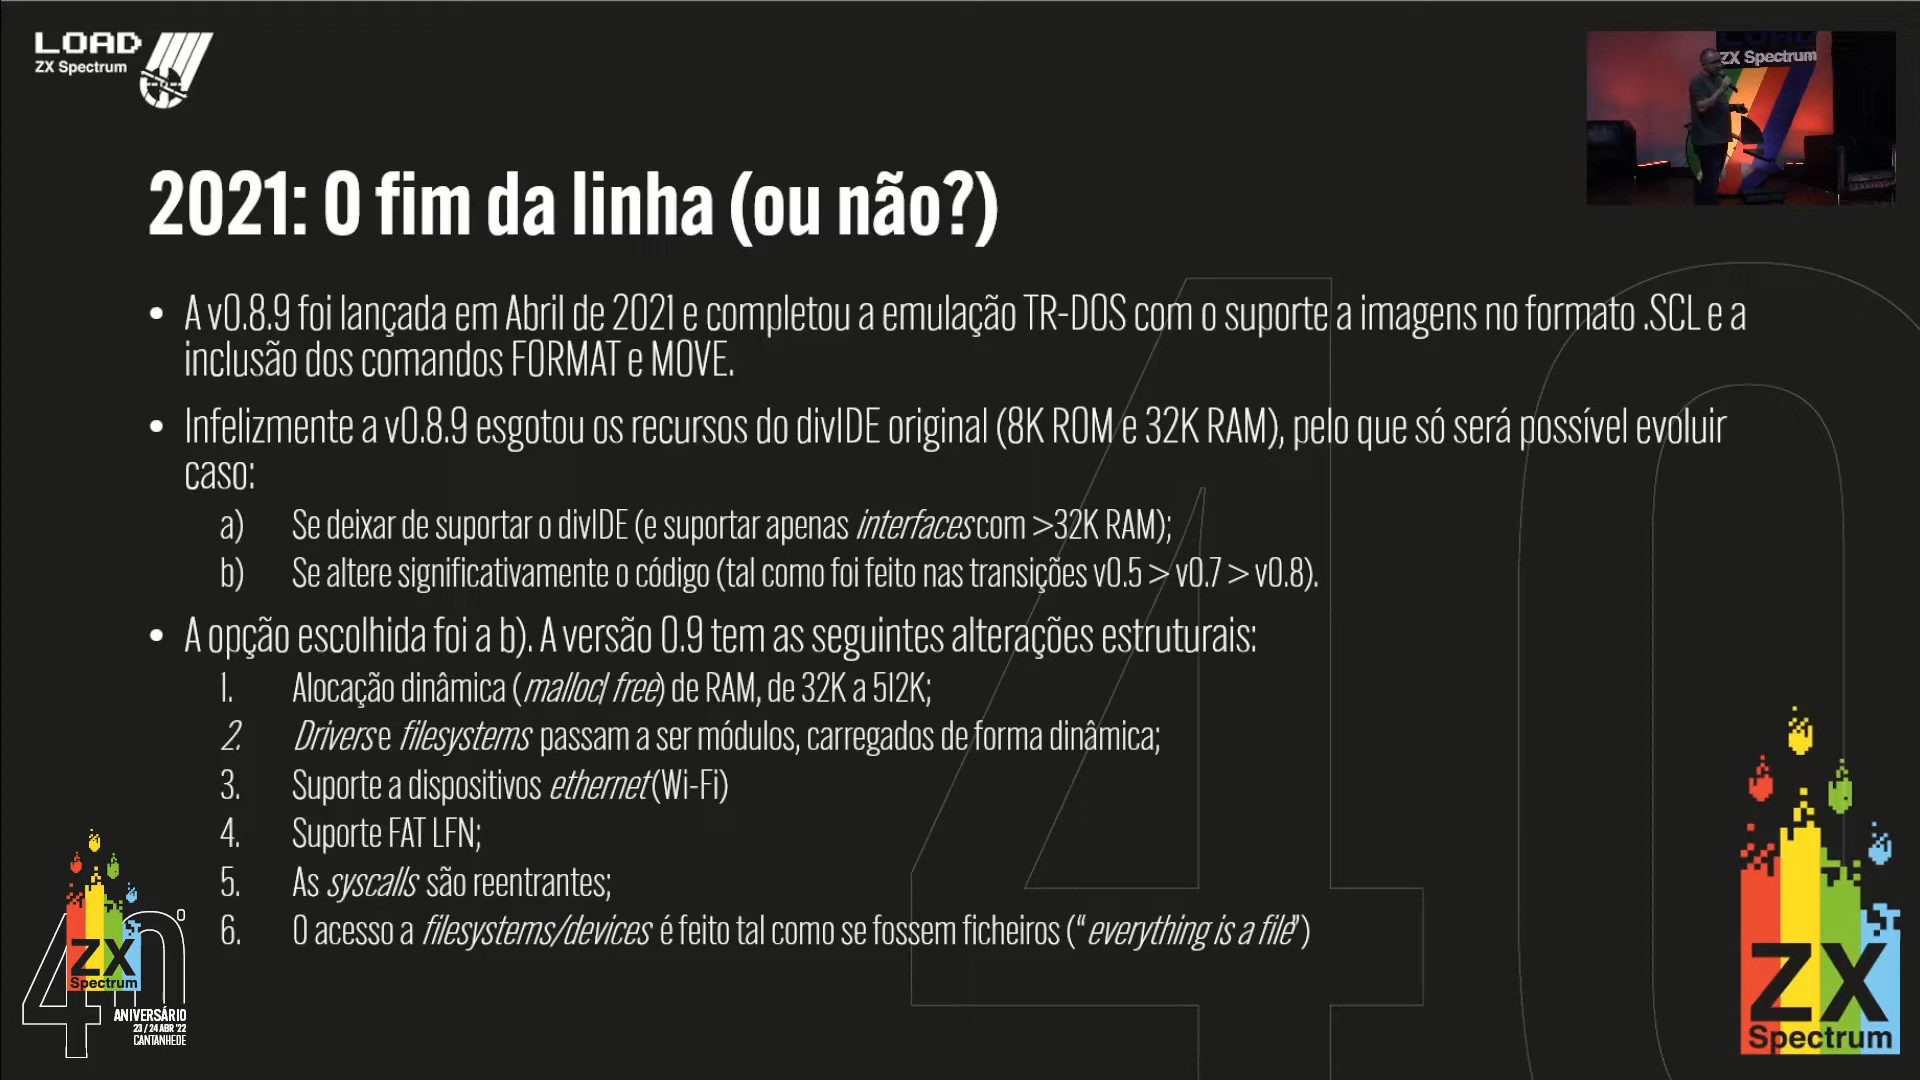 LOAD
ZX Spectrum
ZX Spectrum
2021: O fim da linha (ou não?)
• A v0.8.9 foi lançada em Abril de 2021 e completou a emulação TR-DOS com o suporte a imagens no formato .SCL e a
inclusão dos comandos FORMAT e MOVE.
• Infelizmente a v0.8.9 esgotou os recursos do divIDE original (8K ROM e 32K RAM), pelo que só será possível evoluir
caso:
a) Se deixar de suportar o divIDE (e suportar apenas interfaces com >32K RAM);
b) Se altere significativamente o código (tal como foi feito nas transições v0.5 > v0.7 > v0.8).
• A opção escolhida foi a b). A versão 0.9 tem as seguintes alterações estruturais:
1. Alocação dinâmica (malloc/free) de RAM, de 32K a 512K;
2. Drivers e filesystems passam a ser módulos, carregados de forma dinâmica;
3. Suporte a dispositivos ethernet (Wi-Fi)
4. Suporte FAT LFN;
5. As syscalls são reentrantes;
6. O acesso a filesystems/devices é feito tal como se fossem ficheiros (“everything is a file”)
40
40º
ZX
Spectrum
ANIVERSÁRIO
23 / 24 ABR '22
CANTANHEDE
ZX
Spectrum